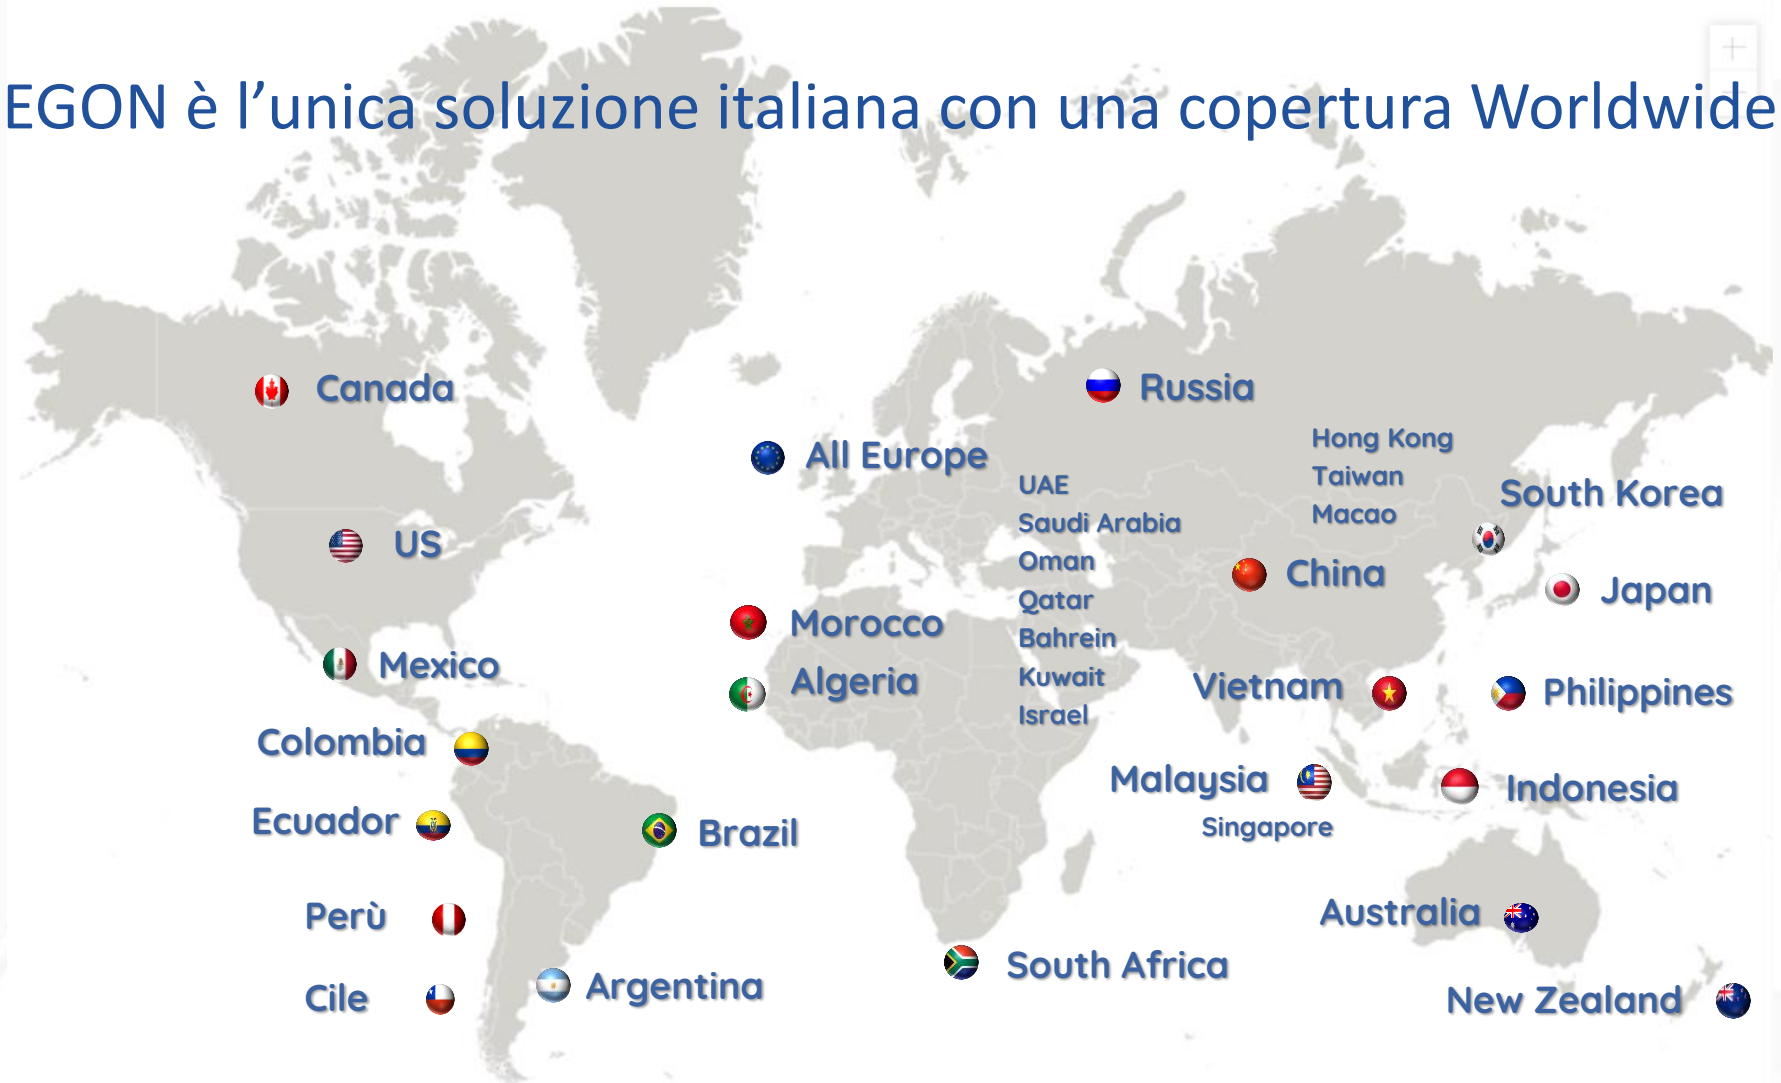 EGON è l’unica soluzione italiana con una copertura Worldwide
Canada
Russia
All Europe
Hong Kong
Taiwan
Macao
South Korea
UAE
Saudi Arabia
Oman
Qatar
Bahrein
Kuwait
Israel
US
China
Japan
Morocco
Mexico
Algeria
Vietnam
Philippines
Colombia
Malaysia
Indonesia
Singapore
Ecuador
Brazil
Perù
Australia
South Africa
Cile
Argentina
New Zealand